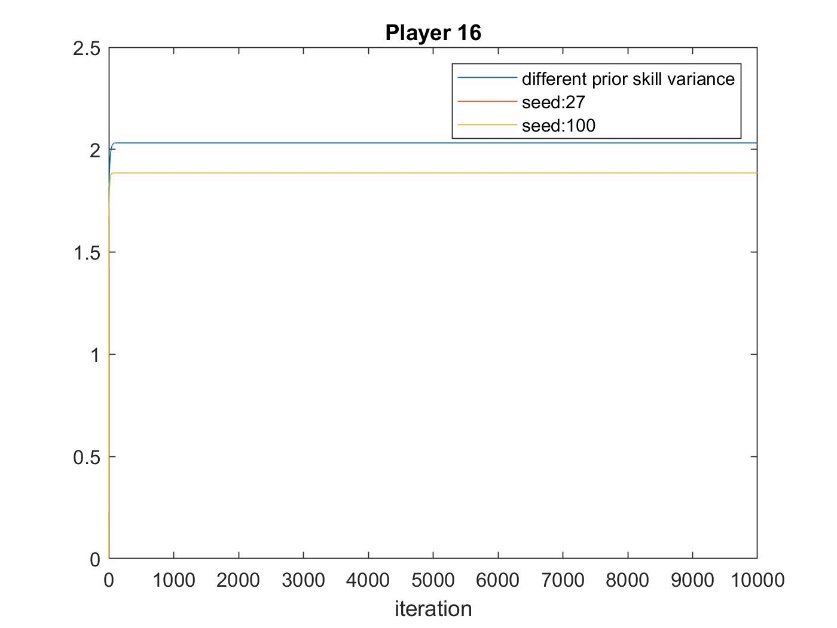 Player 16
different prior skill variance
seed:27
seed:100
2.5
2
1.5
1
0.5
0
0 1000 2000 3000 4000 5000 6000 7000 8000 9000 10000
iteration